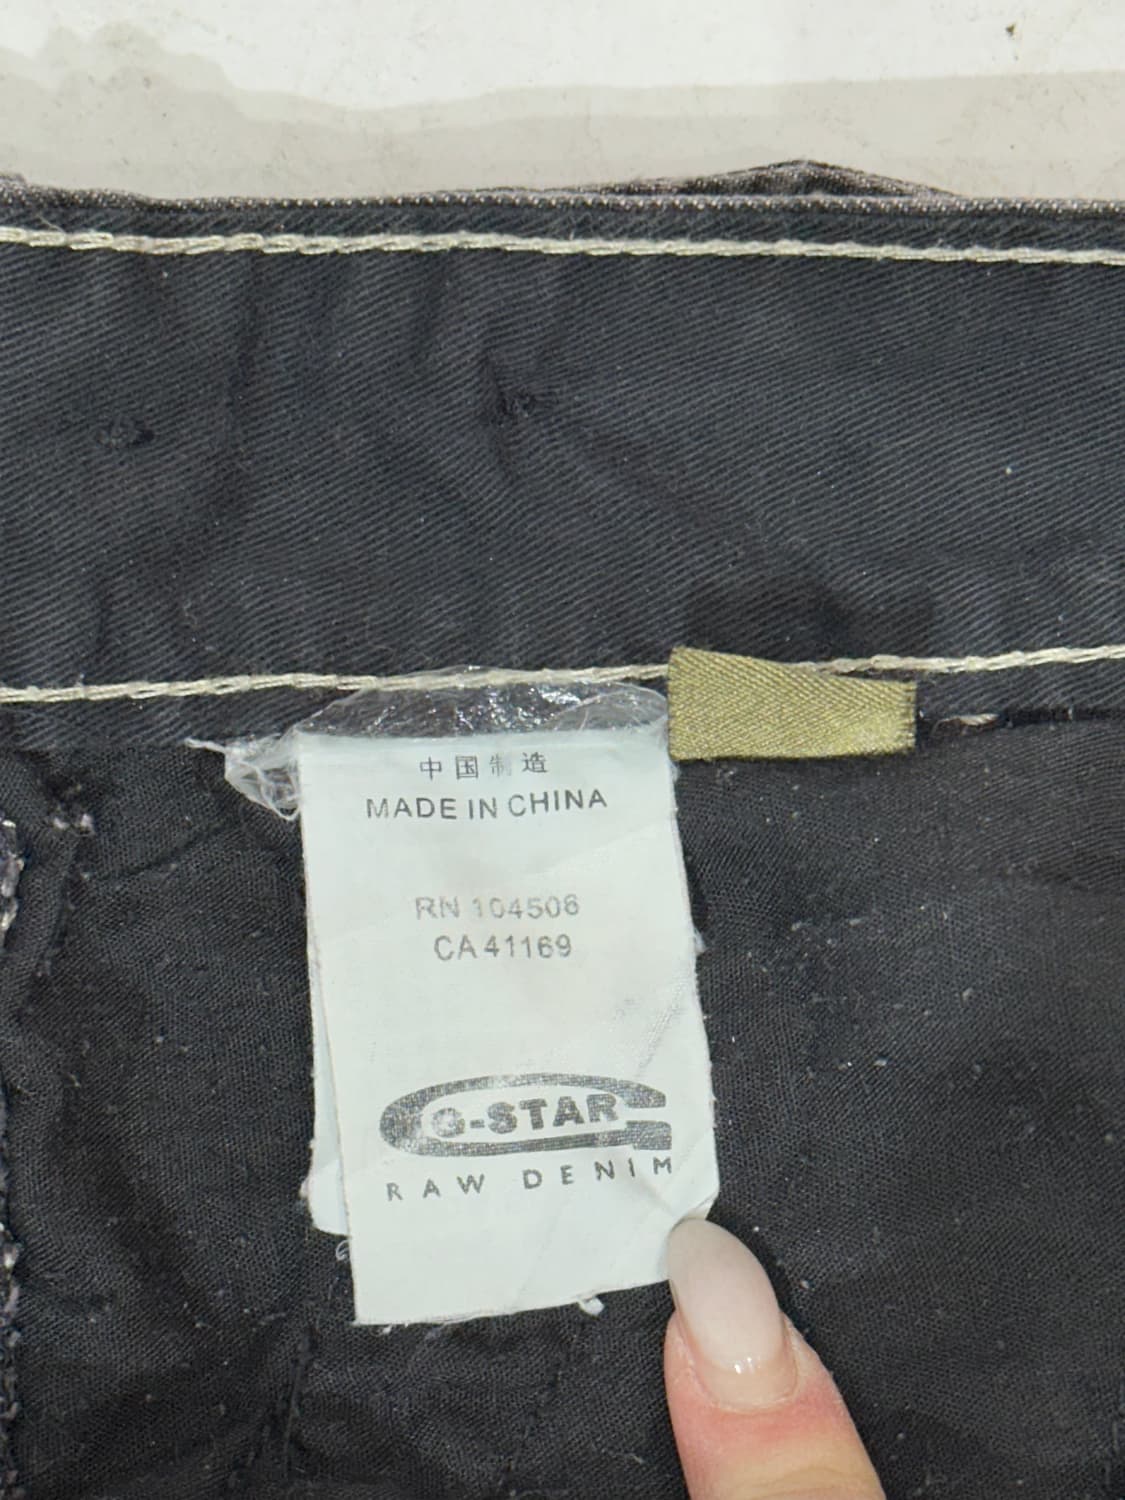 中国制造
MADE IN CHINA
RN 104506
CA 41169
G-STAR
RAW DENIM